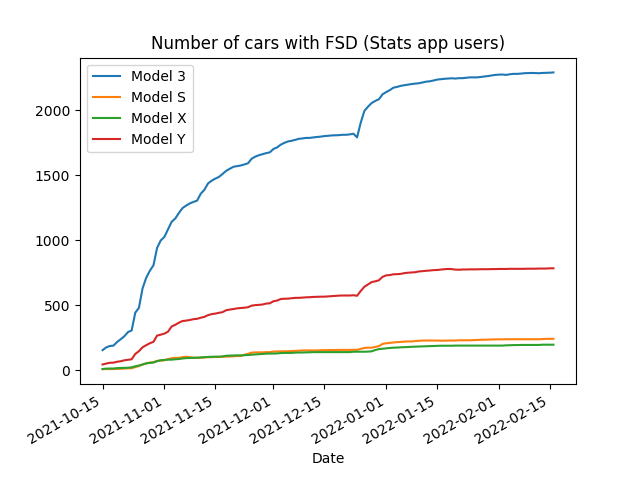 Number of cars with FSD (Stats app users)
Model 3
Model S
Model X
Model Y
2000
1500
1000
500
0
2021-10-15
2021-11-01
2021-11-15
2021-12-01
2021-12-15
2022-01-01
2022-01-15
2022-02-01
2022-02-15
Date